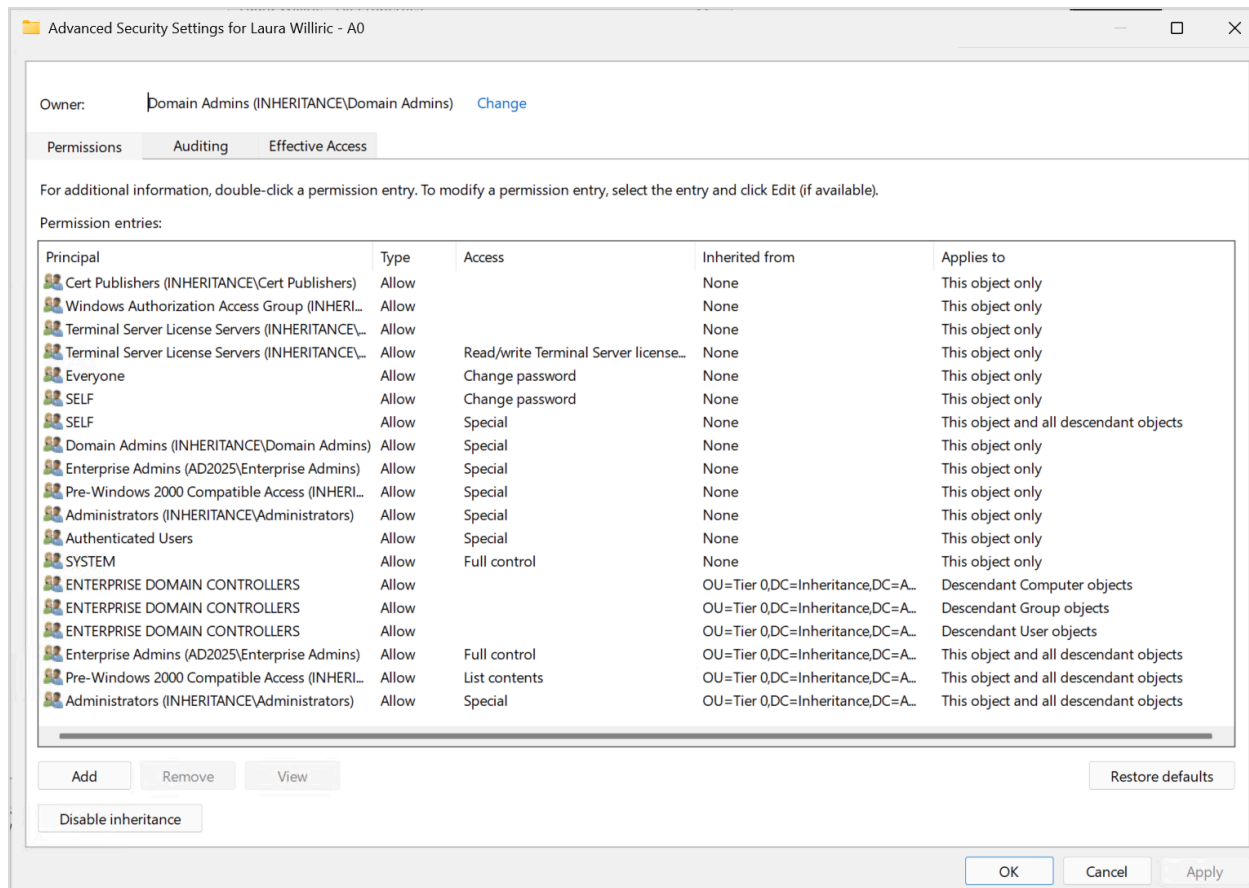 Advanced Security Settings for Laura Williric - A0
Owner: Domain Admins (INHERITANCE\Domain Admins) Change
Permissions Auditing Effective Access
For additional information, double-click a permission entry. To modify a permission entry, select the entry and click Edit (if available).
Permission entries:
Principal Type Access Inherited from Applies to
Cert Publishers (INHERITANCE\Cert Publishers) Allow None This object only
Windows Authorization Access Group (INHERI... Allow None This object only
Terminal Server License Servers (INHERITANCE\... Allow None This object only
Terminal Server License Servers (INHERITANCE\... Allow Read/write Terminal Server license... None This object only
Everyone Allow Change password None This object only
SELF Allow Change password None This object only
SELF Allow Special None This object and all descendant objects
Domain Admins (INHERITANCE\Domain Admins) Allow Special None This object only
Enterprise Admins (AD2025\Enterprise Admins) Allow Special None This object only
Pre-Windows 2000 Compatible Access (INHERI... Allow Special None This object only
Administrators (INHERITANCE\Administrators) Allow Special None This object only
Authenticated Users Allow Special None This object only
SYSTEM Allow Full control None This object only
ENTERPRISE DOMAIN CONTROLLERS Allow OU=Tier 0,DC=Inheritance,DC=A... Descendant Computer objects
ENTERPRISE DOMAIN CONTROLLERS Allow OU=Tier 0,DC=Inheritance,DC=A... Descendant Group objects
ENTERPRISE DOMAIN CONTROLLERS Allow OU=Tier 0,DC=Inheritance,DC=A... Descendant User objects
Enterprise Admins (AD2025\Enterprise Admins) Allow Full control OU=Tier 0,DC=Inheritance,DC=A... This object and all descendant objects
Pre-Windows 2000 Compatible Access (INHERI... Allow List contents OU=Tier 0,DC=Inheritance,DC=A... This object and all descendant objects
Administrators (INHERITANCE\Administrators) Allow Special OU=Tier 0,DC=Inheritance,DC=A... This object and all descendant objects
Add Remove View Restore defaults
Disable inheritance
OK Cancel Apply